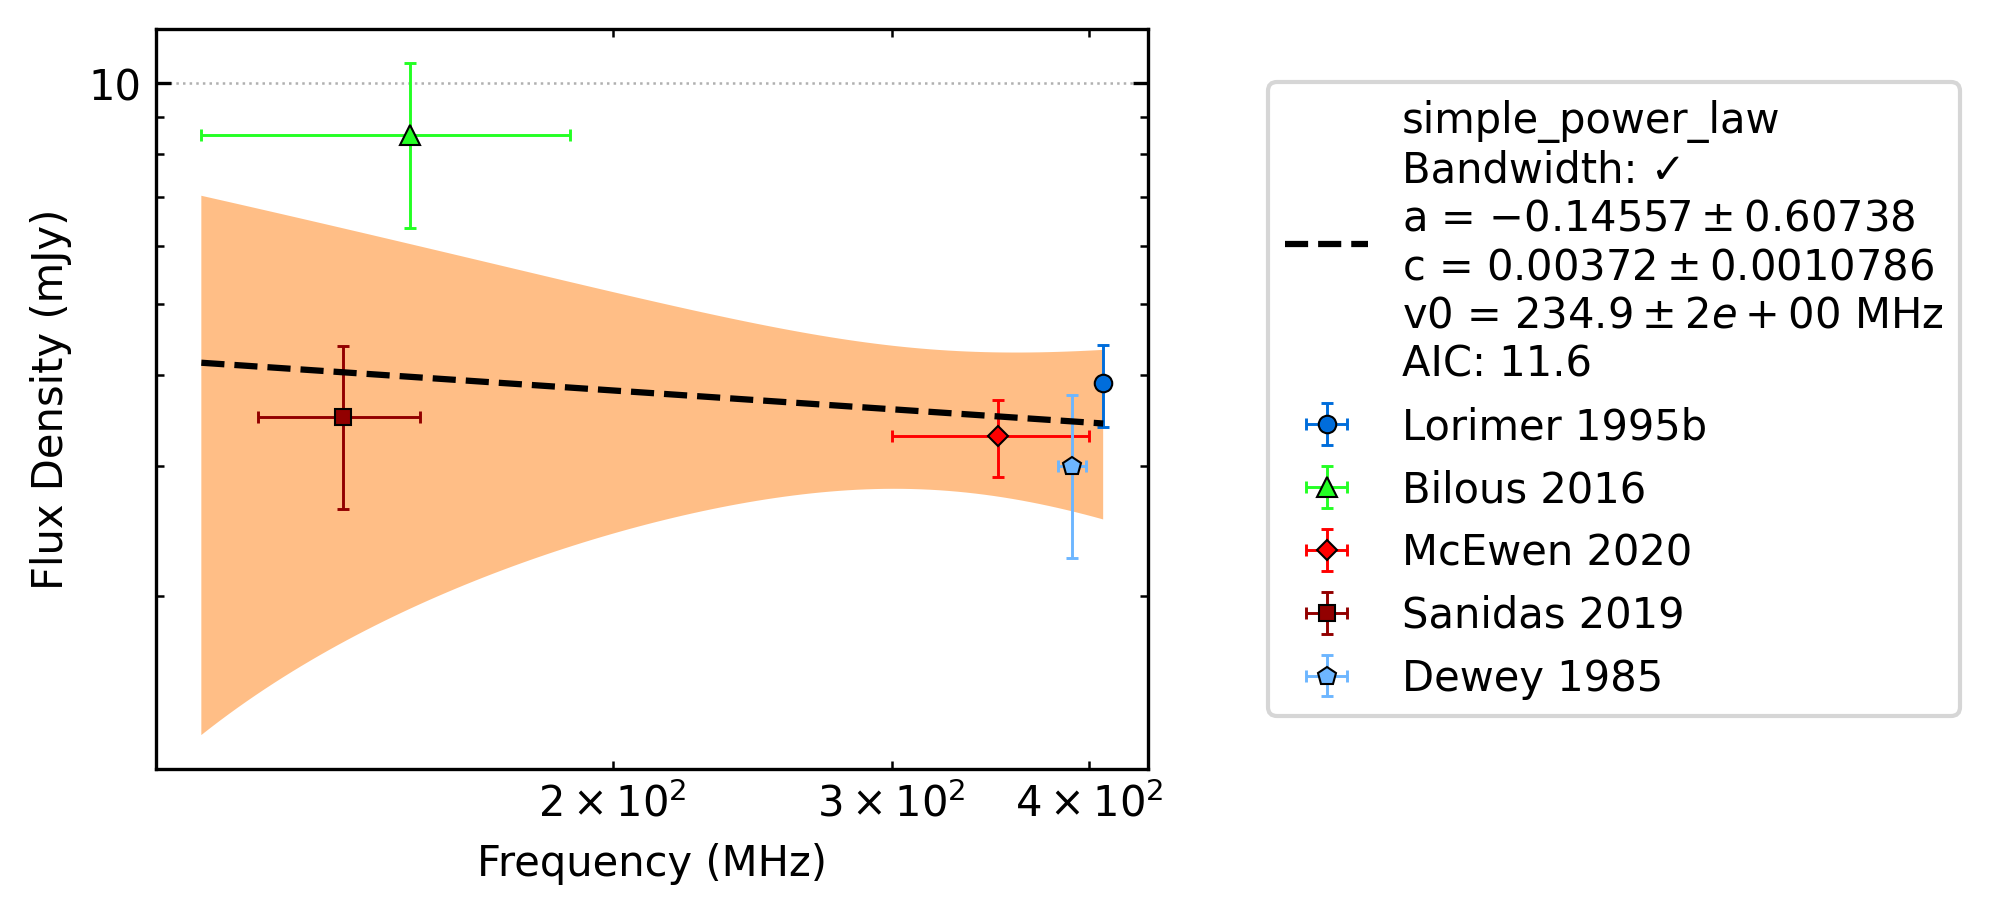 10
Flux Density (mJy)
2 × 10²
3 × 10²
4 × 10²
Frequency (MHz)
simple_power_law
Bandwidth: ✓
a = −0.14557 ± 0.60738
c = 0.00372 ± 0.0010786
v0 = 234.9 ± 2e + 00 MHz
AIC: 11.6
Lorimer 1995b
Bilous 2016
McEwen 2020
Sanidas 2019
Dewey 1985